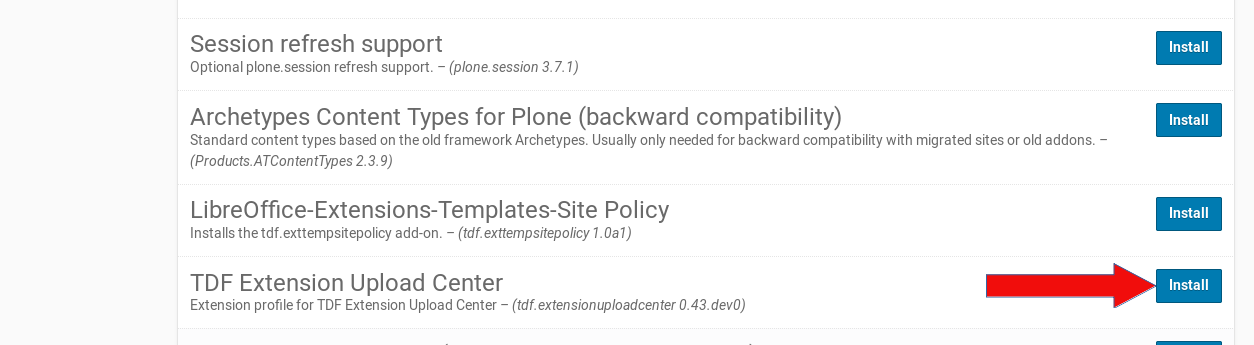 Session refresh support
Install
Optional plone.session refresh support. – (plone.session 3.7.1)
Archetypes Content Types for Plone (backward compatibility)
Install
Standard content types based on the old framework Archetypes. Usually only needed for backward compatibility with migrated sites or old addons. –
(Products.ATContentTypes 2.3.9)
LibreOffice-Extensions-Templates-Site Policy
Install
Installs the tdf.exttempsitepolicy add-on. – (tdf.exttempsitepolicy 1.0a1)
TDF Extension Upload Center
Install
Extension profile for TDF Extension Upload Center – (tdf.extensionuploadcenter 0.43.dev0)